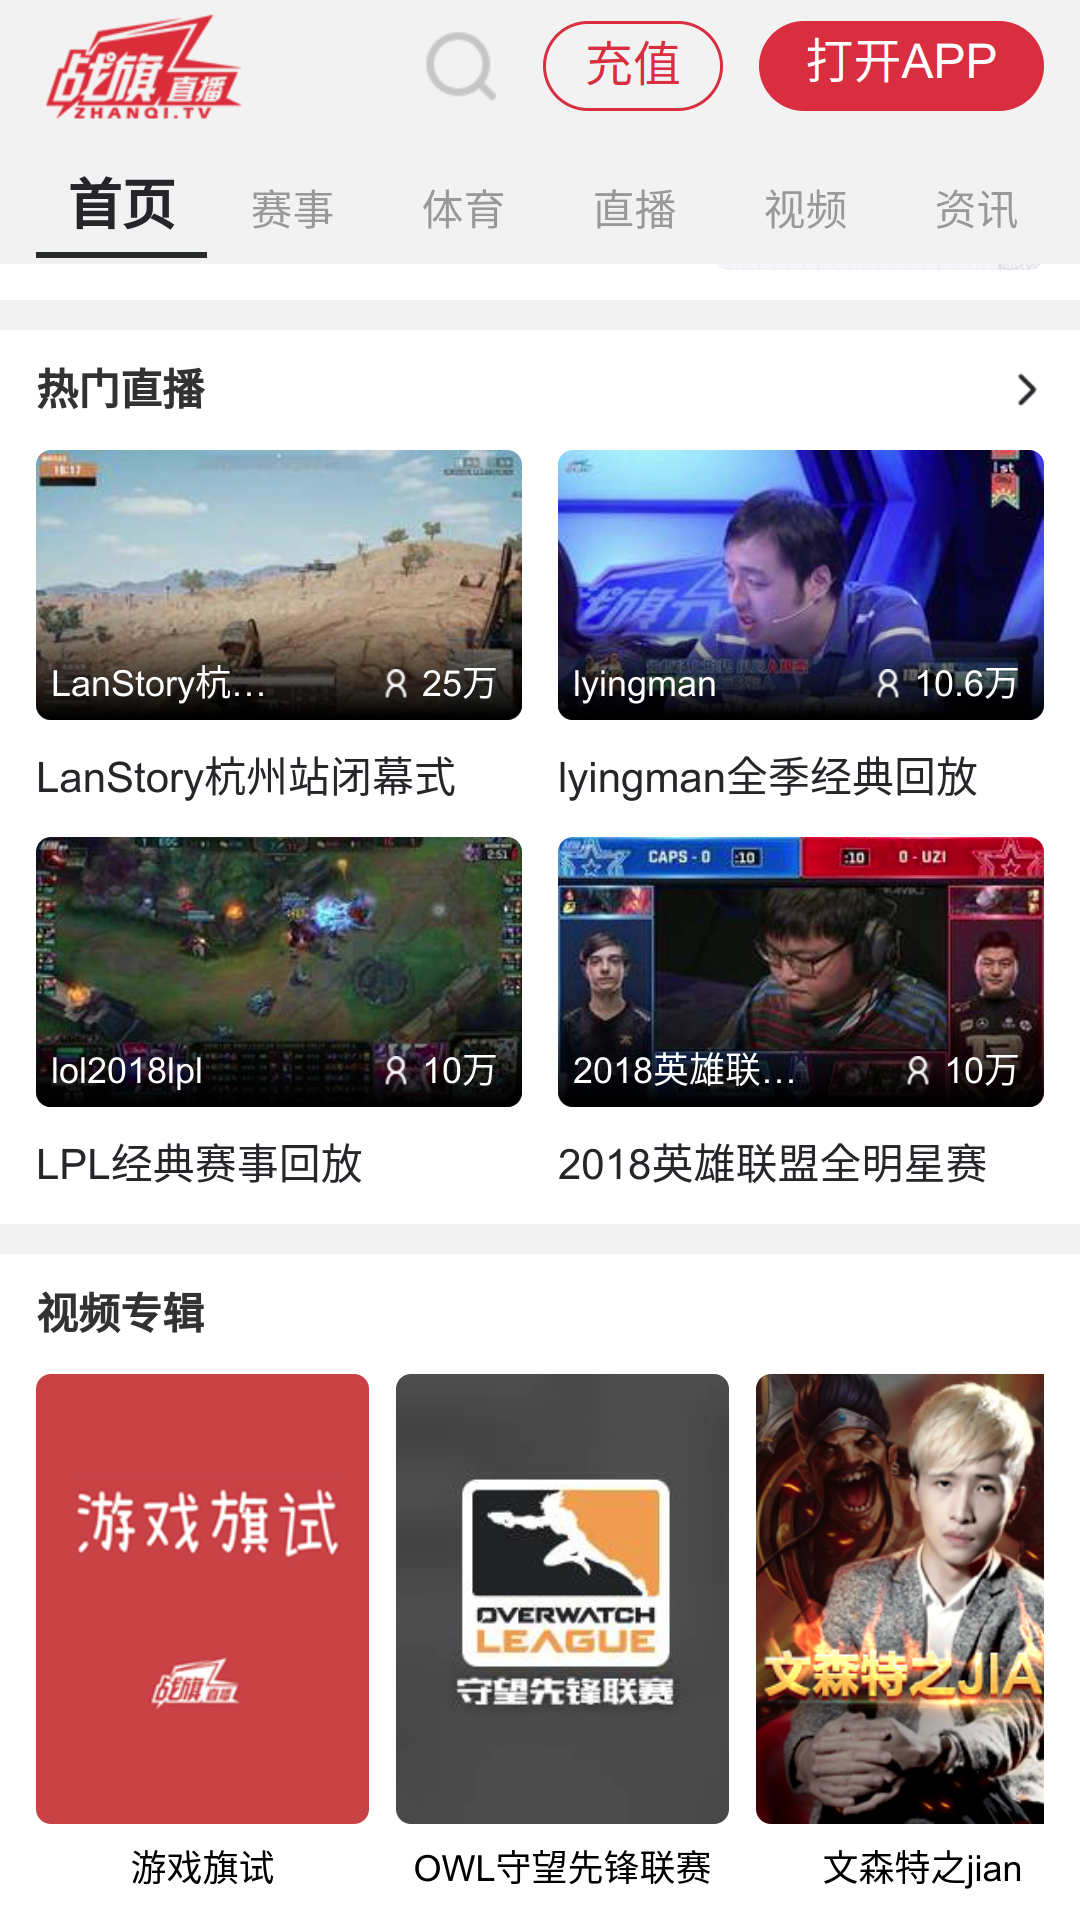 战旗直播
ZHANQI.TV
充值
打开APP
首页
赛事
体育
直播
视频
资讯
热门直播
LanStory杭…
25万
lyingman
10.6万
LanStory杭州站闭幕式
lyingman全季经典回放
2:51
CAPS - 0
:10
:10
0 - UZI
lol2018lpl
10万
2018英雄联…
10万
LPL经典赛事回放
2018英雄联盟全明星赛
视频专辑
游戏旗试
战旗直播
OVERWATCH
LEAGUE
守望先锋联赛
文森特之JIA
游戏旗试
OWL守望先锋联赛
文森特之jian